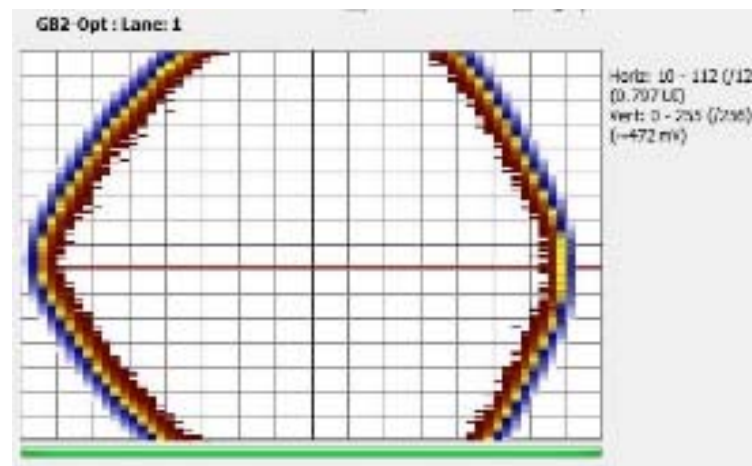 GB2-Opt : Lane: 1
Horiz: 10 - 112 (/12
(0.797 UI)
Vert: 0 - 255 (/256)
(~472 mV)